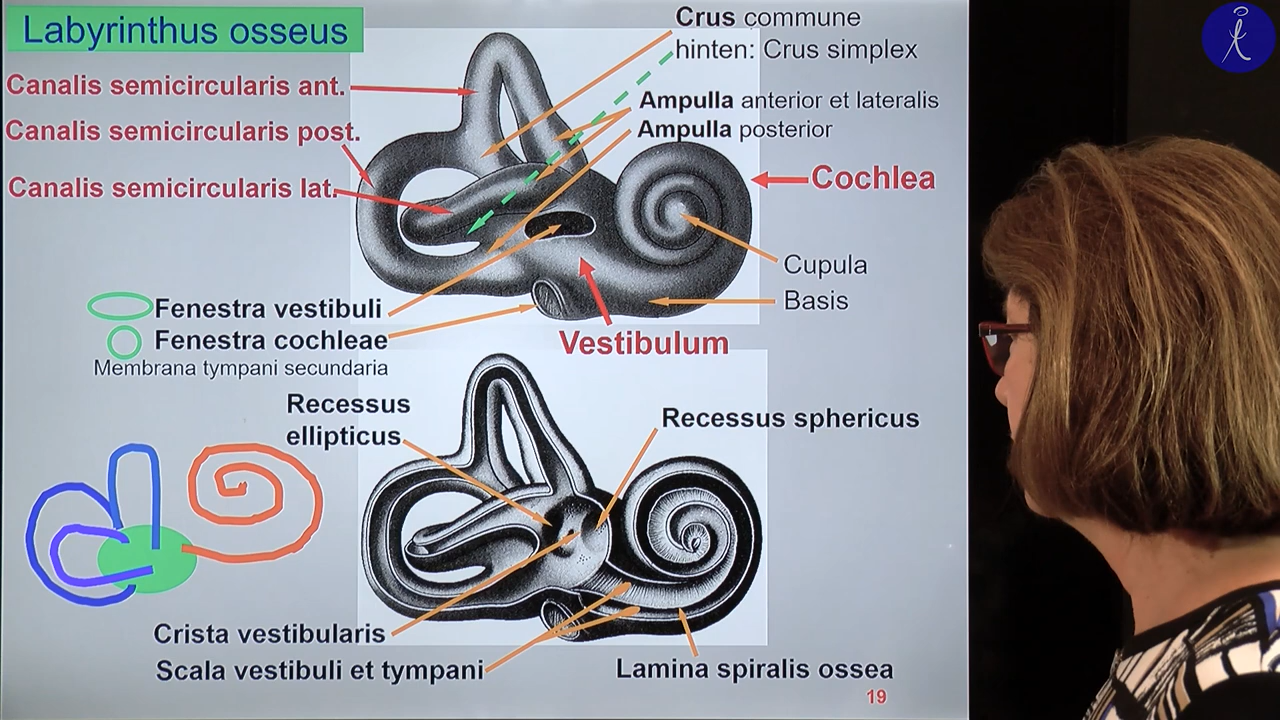 Labyrinthus osseus
Crus commune
hinten: Crus simplex
Canalis semicircularis ant.
Ampulla anterior et lateralis
Canalis semicircularis post.
Ampulla posterior
Canalis semicircularis lat.
Cochlea
Cupula
Basis
Fenestra vestibuli
Fenestra cochleae
Membrana tympani secundaria
Vestibulum
Recessus
ellipticus
Recessus sphericus
Crista vestibularis
Scala vestibuli et tympani
Lamina spiralis ossea
19